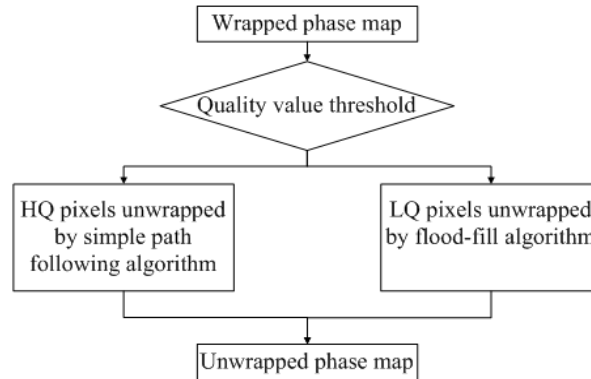 Wrapped phase map
Quality value threshold
HQ pixels unwrapped
by simple path
following algorithm
LQ pixels unwrapped
by flood-fill algorithm
Unwrapped phase map